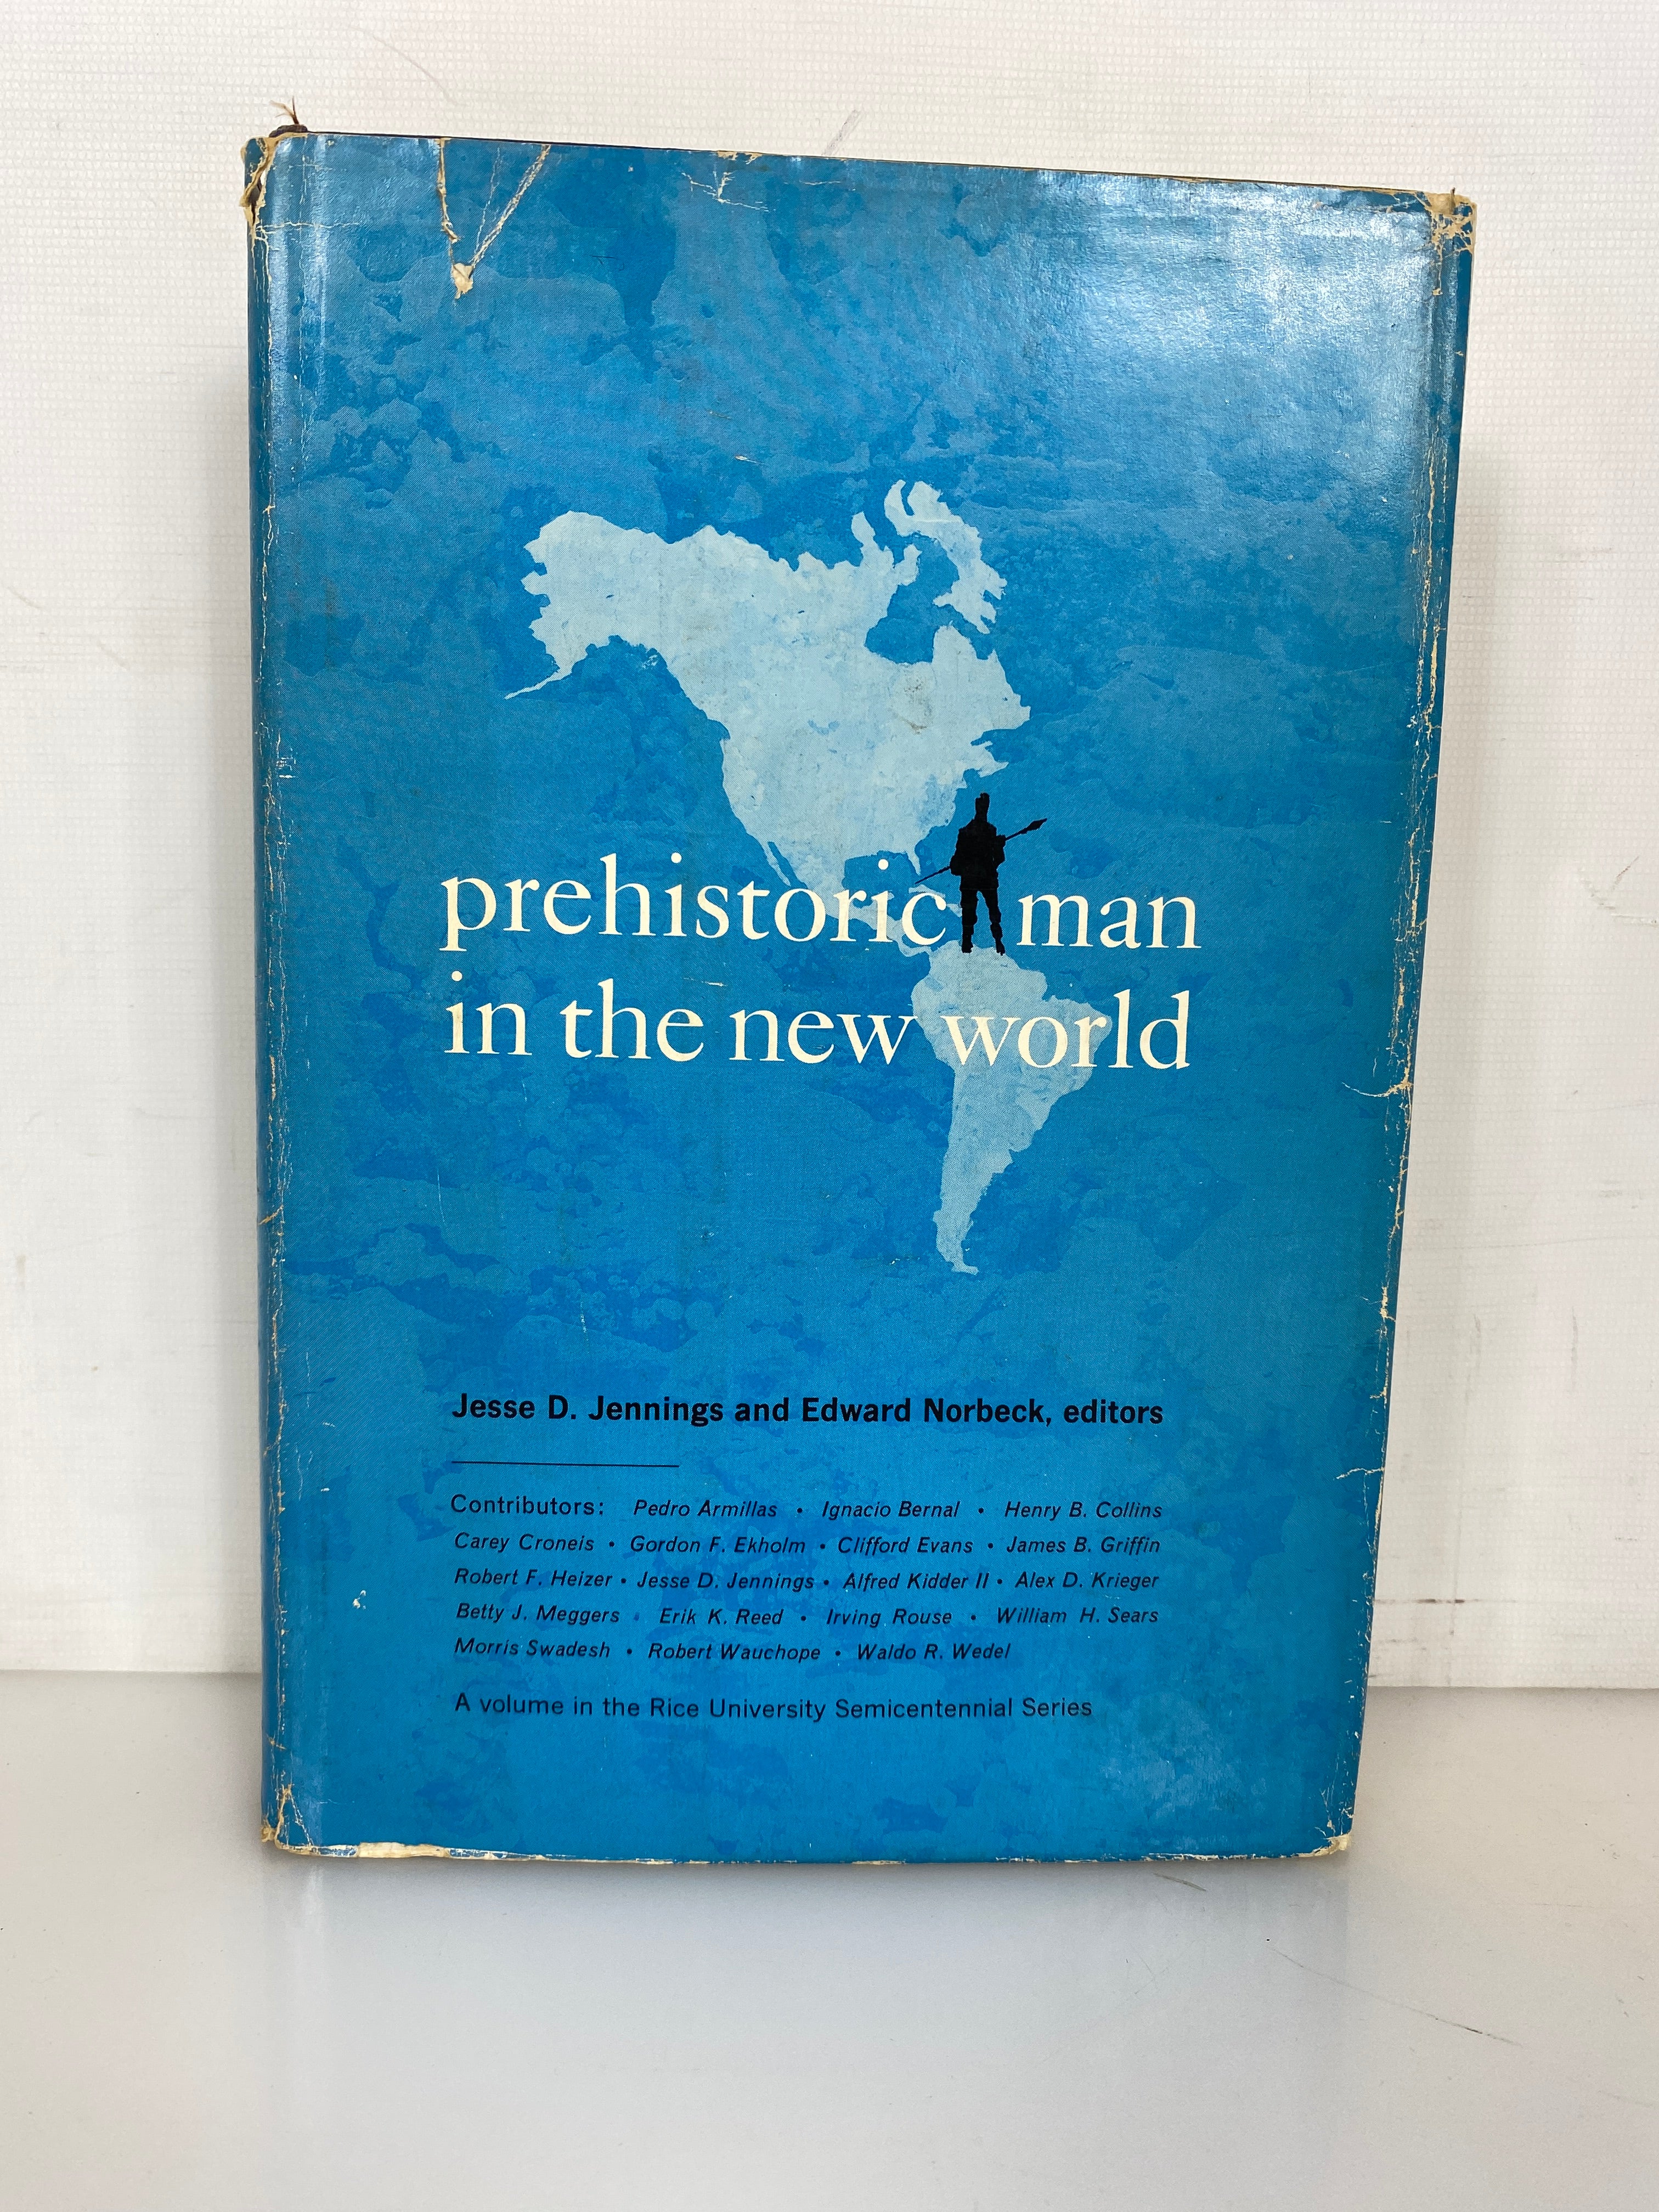 prehistoric man
in the new world
Jesse D. Jennings and Edward Norbeck, editors
Contributors: Pedro Armillas • Ignacio Bernal • Henry B. Collins
Carey Croneis • Gordon F. Ekholm • Clifford Evans • James B. Griffin
Robert F. Heizer • Jesse D. Jennings • Alfred Kidder II • Alex D. Krieger
Betty J. Meggers • Erik K. Reed • Irving Rouse • William H. Sears
Morris Swadesh • Robert Wauchope • Waldo R. Wedel
A volume in the Rice University Semicentennial Series